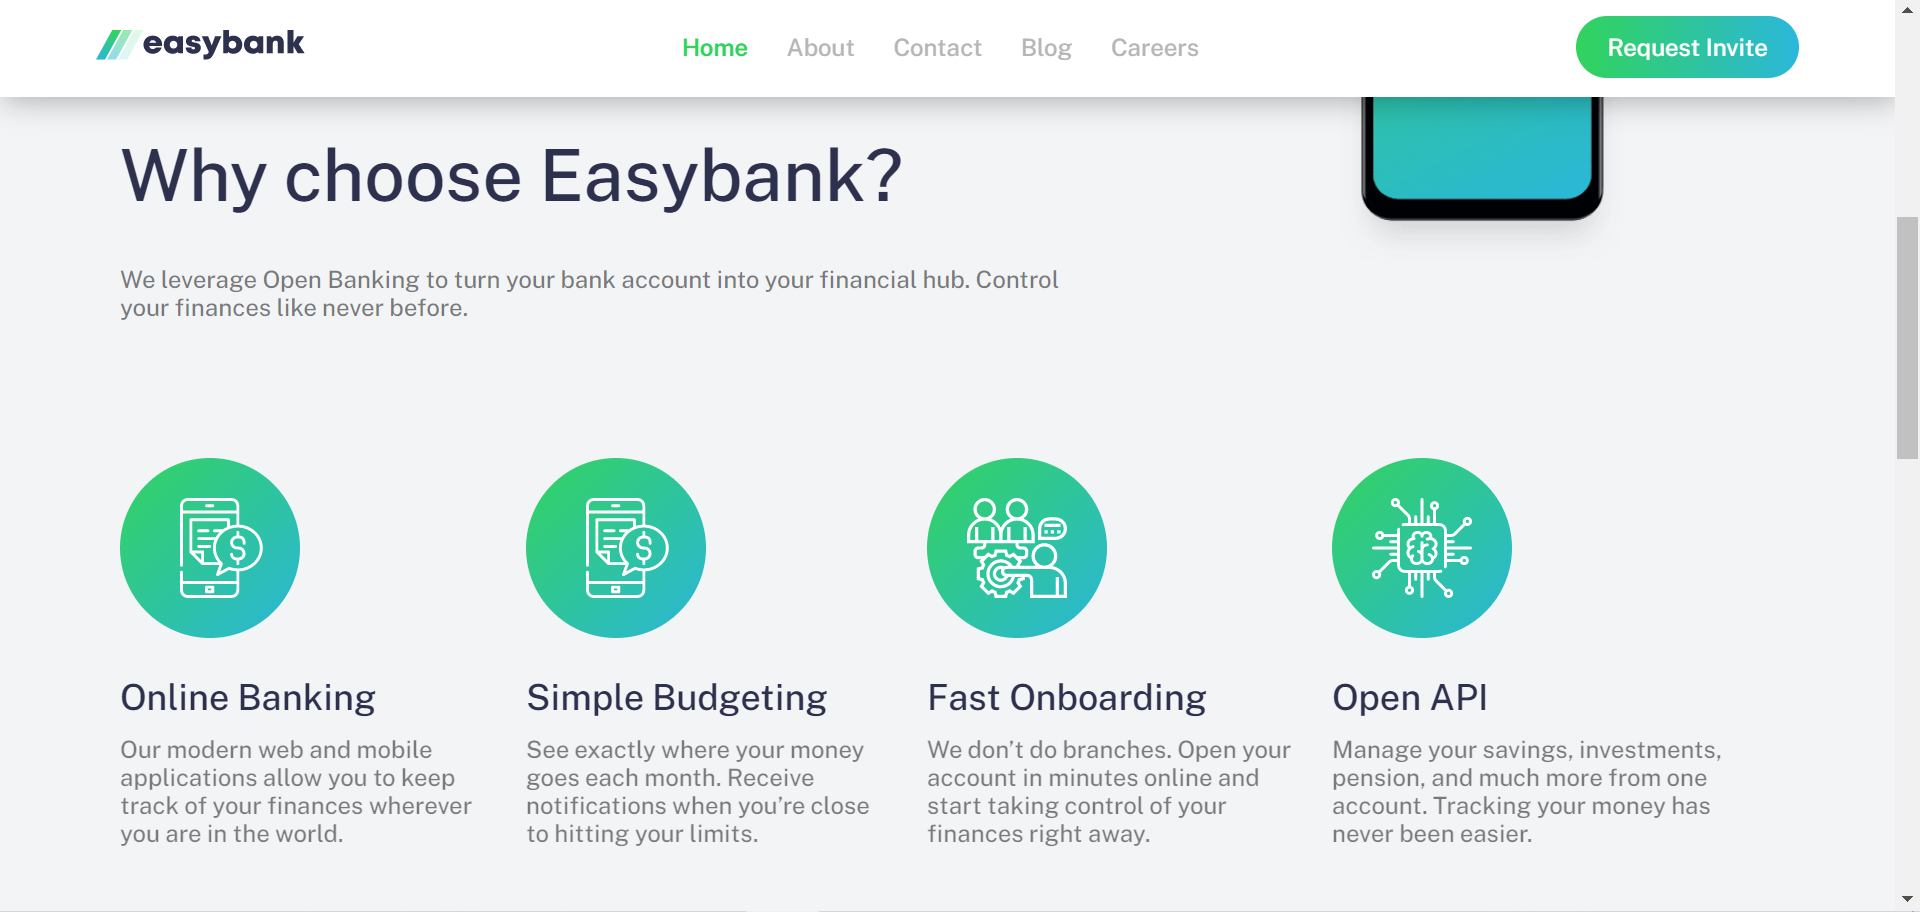 easybank
Home About Contact Blog Careers
Request Invite
Why choose Easybank?
We leverage Open Banking to turn your bank account into your financial hub. Control
your finances like never before.
$
$
Online Banking
Our modern web and mobile
applications allow you to keep
track of your finances wherever
you are in the world.
Simple Budgeting
See exactly where your money
goes each month. Receive
notifications when you’re close
to hitting your limits.
Fast Onboarding
We don’t do branches. Open your
account in minutes online and
start taking control of your
finances right away.
Open API
Manage your savings, investments,
pension, and much more from one
account. Tracking your money has
never been easier.